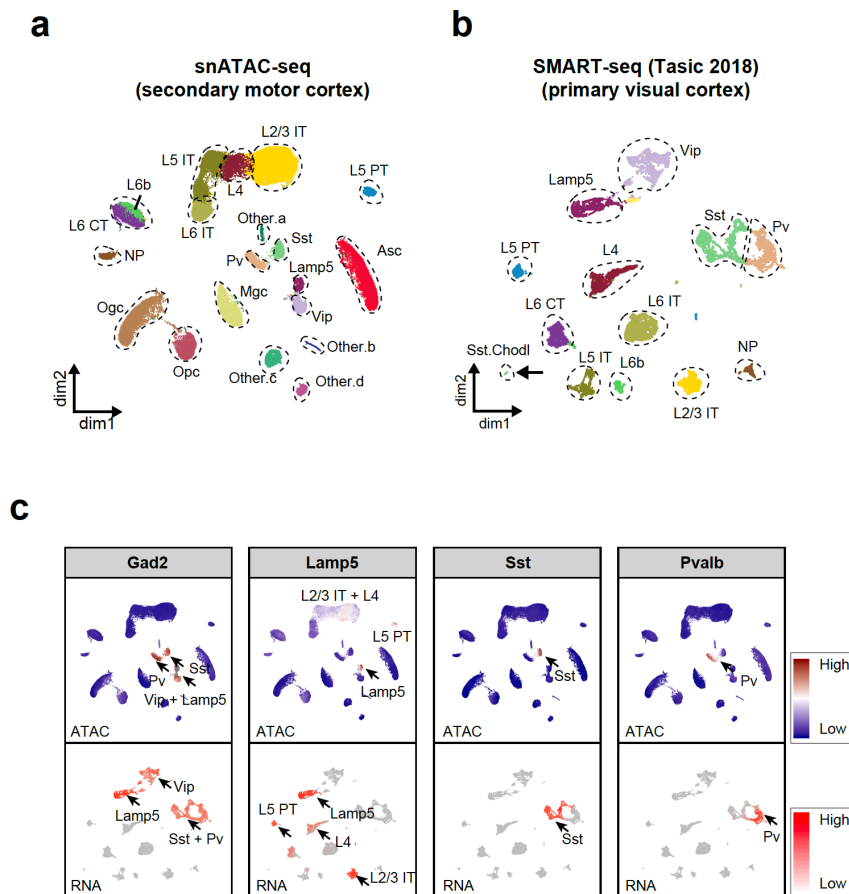 a
snATAC-seq
(secondary motor cortex)
L2/3 IT
L5 IT
L4
L5 PT
L6b
L6 CT
L6 IT
Other.a
Sst
NP
Pv
Asc
Lamp5
Mgc
Ogc
Vip
Opc
Other.b
Other.c
Other.d
dim2
dim1
b
SMART-seq (Tasic 2018)
(primary visual cortex)
Vip
Lamp5
Sst
Pv
L5 PT
L4
L6 CT
L6 IT
Sst.Chodl
L5 IT
L6b
NP
L2/3 IT
dim2
dim1
c
Gad2
Lamp5
Sst
Pvalb
Sst
Pv
Vip + Lamp5
ATAC
L2/3 IT + L4
L5 PT
Lamp5
ATAC
Sst
ATAC
Pv
ATAC
High
Low
Vip
Lamp5
Sst + Pv
RNA
L5 PT
Lamp5
L4
L2/3 IT
RNA
Sst
RNA
Pv
RNA
High
Low